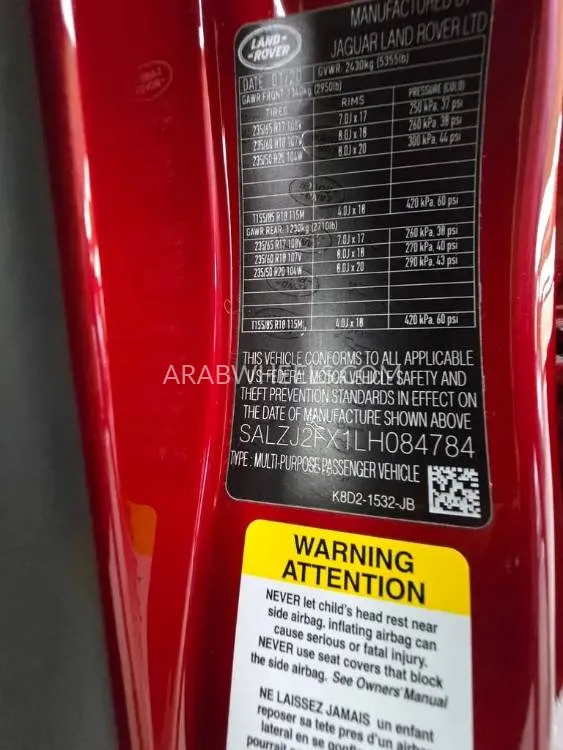 MANUFACTURED BY
LAND-ROVER
JAGUAR LAND ROVER LTD
DATE 01/20 GVWR: 2430kg (5355lb)
GAWR FRONT: 1340kg (2950lb)
TIRES RIMS PRESSURE (COLD)
235/65 R17 108V 7.0J x 17 250 kPa, 37 psi
235/60 R18 107V 8.0J x 18 260 kPa, 38 psi
235/50 R20 104W 8.0J x 20 300 kPa, 44 psi
T155/85 R18 115M 4.0J x 18 420 kPa, 60 psi
GAWR REAR: 1230kg (2710lb)
235/65 R17 108V 7.0J x 17 260 kPa, 38 psi
235/60 R18 107V 8.0J x 18 270 kPa, 40 psi
235/50 R20 104W 8.0J x 20 290 kPa, 43 psi
T155/85 R18 115M 4.0J x 18 420 kPa, 60 psi
THIS VEHICLE CONFORMS TO ALL APPLICABLE
US FEDERAL MOTOR VEHICLE SAFETY AND
THEFT PREVENTION STANDARDS IN EFFECT ON
THE DATE OF MANUFACTURE SHOWN ABOVE
SALZJ2FX1LH084784
TYPE : MULTI-PURPOSE PASSENGER VEHICLE
K8D2-1532-JB
WARNING
ATTENTION
NEVER let child's head rest near
side airbag, inflating airbag can
cause serious or fatal injury.
NEVER use seat covers that block
the side airbag. See Owners' Manual
NE LAISSEZ JAMAIS un enfant
reposer sa tete pres d'un
lateral en se
pourrait